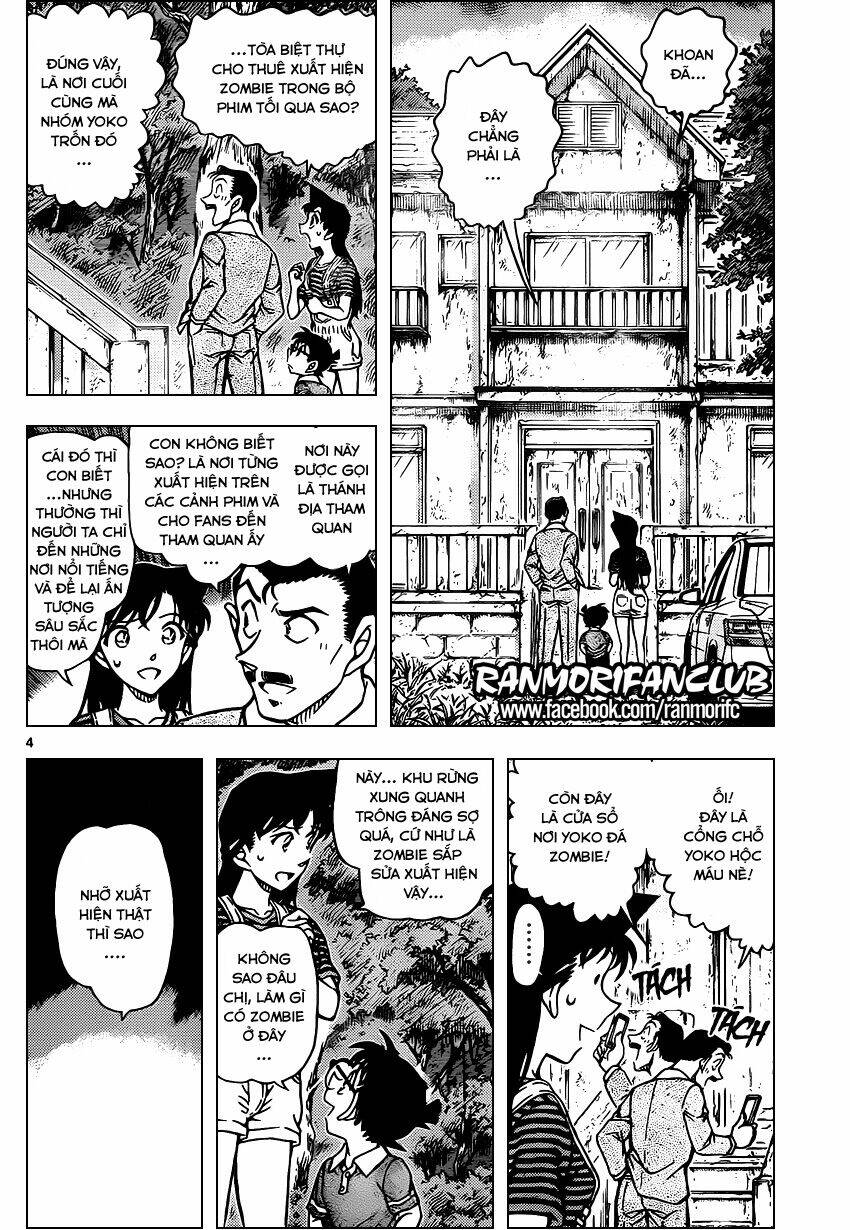 KHOAN
ĐÃ...
ĐÂY
CHẲNG
PHẢI LÀ
...
RANMORIFANCLUB
www.facebook.com/ranmorifc
...TÒA BIỆT THỰ
CHO THUÊ XUẤT HIỆN
ZOMBIE TRONG BỘ
PHIM TỐI QUA SAO?
ĐÚNG VẬY,
LÀ NƠI CUỐI
CÙNG MÀ
NHÓM YOKO
TRỐN ĐÓ
...
NƠI NÀY
ĐƯỢC GỌI
LÀ THÁNH
ĐỊA THAM
QUAN
CON KHÔNG BIẾT
SAO? LÀ NƠI TỪNG
XUẤT HIỆN TRÊN
CÁC CẢNH PHIM VÀ
CHO FANS ĐẾN
THAM QUAN ẤY
...
CÁI ĐÓ THÌ
CON BIẾT
...NHƯNG
THƯỜNG THÌ
NGƯỜI TA CHỈ
ĐẾN NHỮNG
NƠI NỔI TIẾNG
VÀ ĐỂ LẠI ẤN
TƯỢNG
SÂU SẮC
THÔI MÀ
4
ỐI!
ĐÂY LÀ
CỔNG CHỖ
YOKO HỘC
MÁU NÈ!
CÒN ĐÂY
LÀ CỬA SỔ
NƠI YOKO ĐÁ
ZOMBIE!
......
TÁCH
TÁCH
NÀY... KHU RỪNG
XUNG QUANH
TRÔNG ĐÁNG SỢ
QUÁ, CỨ NHƯ LÀ
ZOMBIE SẮP
SỬA XUẤT HIỆN
VẬY...
KHÔNG
SAO ĐÂU
CHỊ, LÀM GÌ
CÓ ZOMBIE
Ở ĐÂY
...
NHỠ XUẤT
HIỆN THẬT
THÌ SAO
....